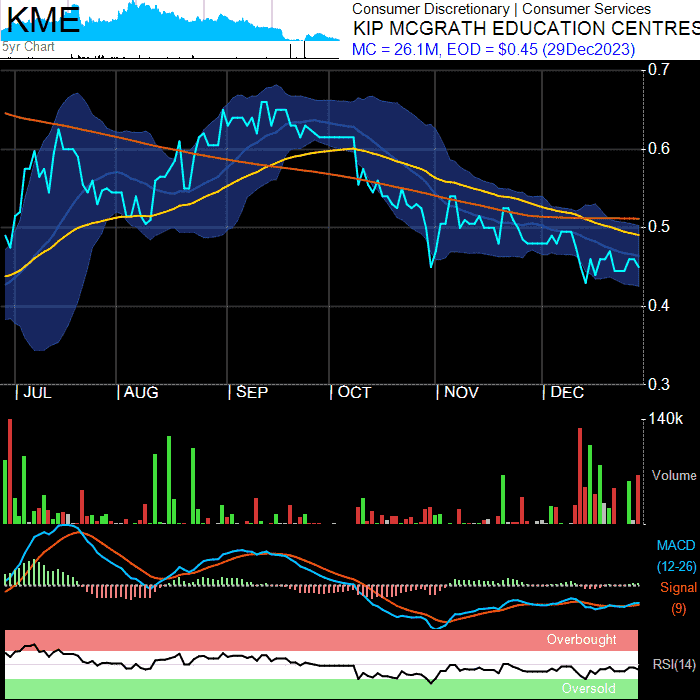 KME
5yr Chart
Consumer Discretionary | Consumer Services
KIP MCGRATH EDUCATION CENTRES
MC = 26.1M, EOD = $0.45 (29Dec2023)
0.7
0.6
0.5
0.4
0.3
| JUL | AUG | SEP | OCT | NOV | DEC
140k
Volume
MACD
(12-26)
Signal
(9)
Overbought
RSI(14)
Oversold